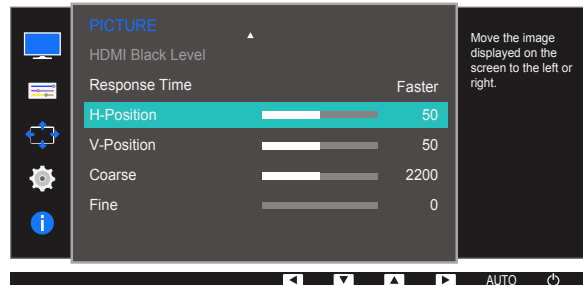 PICTURE
HDMI Black Level
Response Time Faster
H-Position 50
V-Position 50
Coarse 2200
Fine 0
Move the image
displayed on the
screen to the left or
right.
AUTO